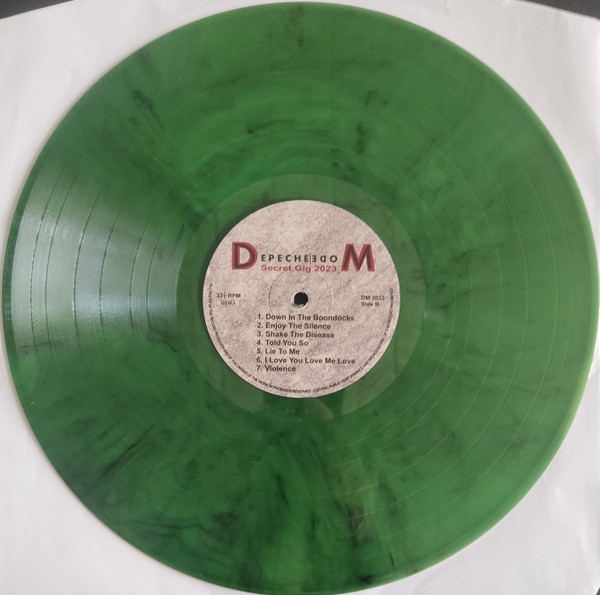 DEPECHE MODE
Secret Gig 2023
33⅓ RPM
GEMA
DM 2023
Side B
1. Down In The Boondocks
2. Enjoy The Silence
3. Shake The Disease
4. Told You So
5. Lie To Me
6. I Love You Love Me Love
7. Violence